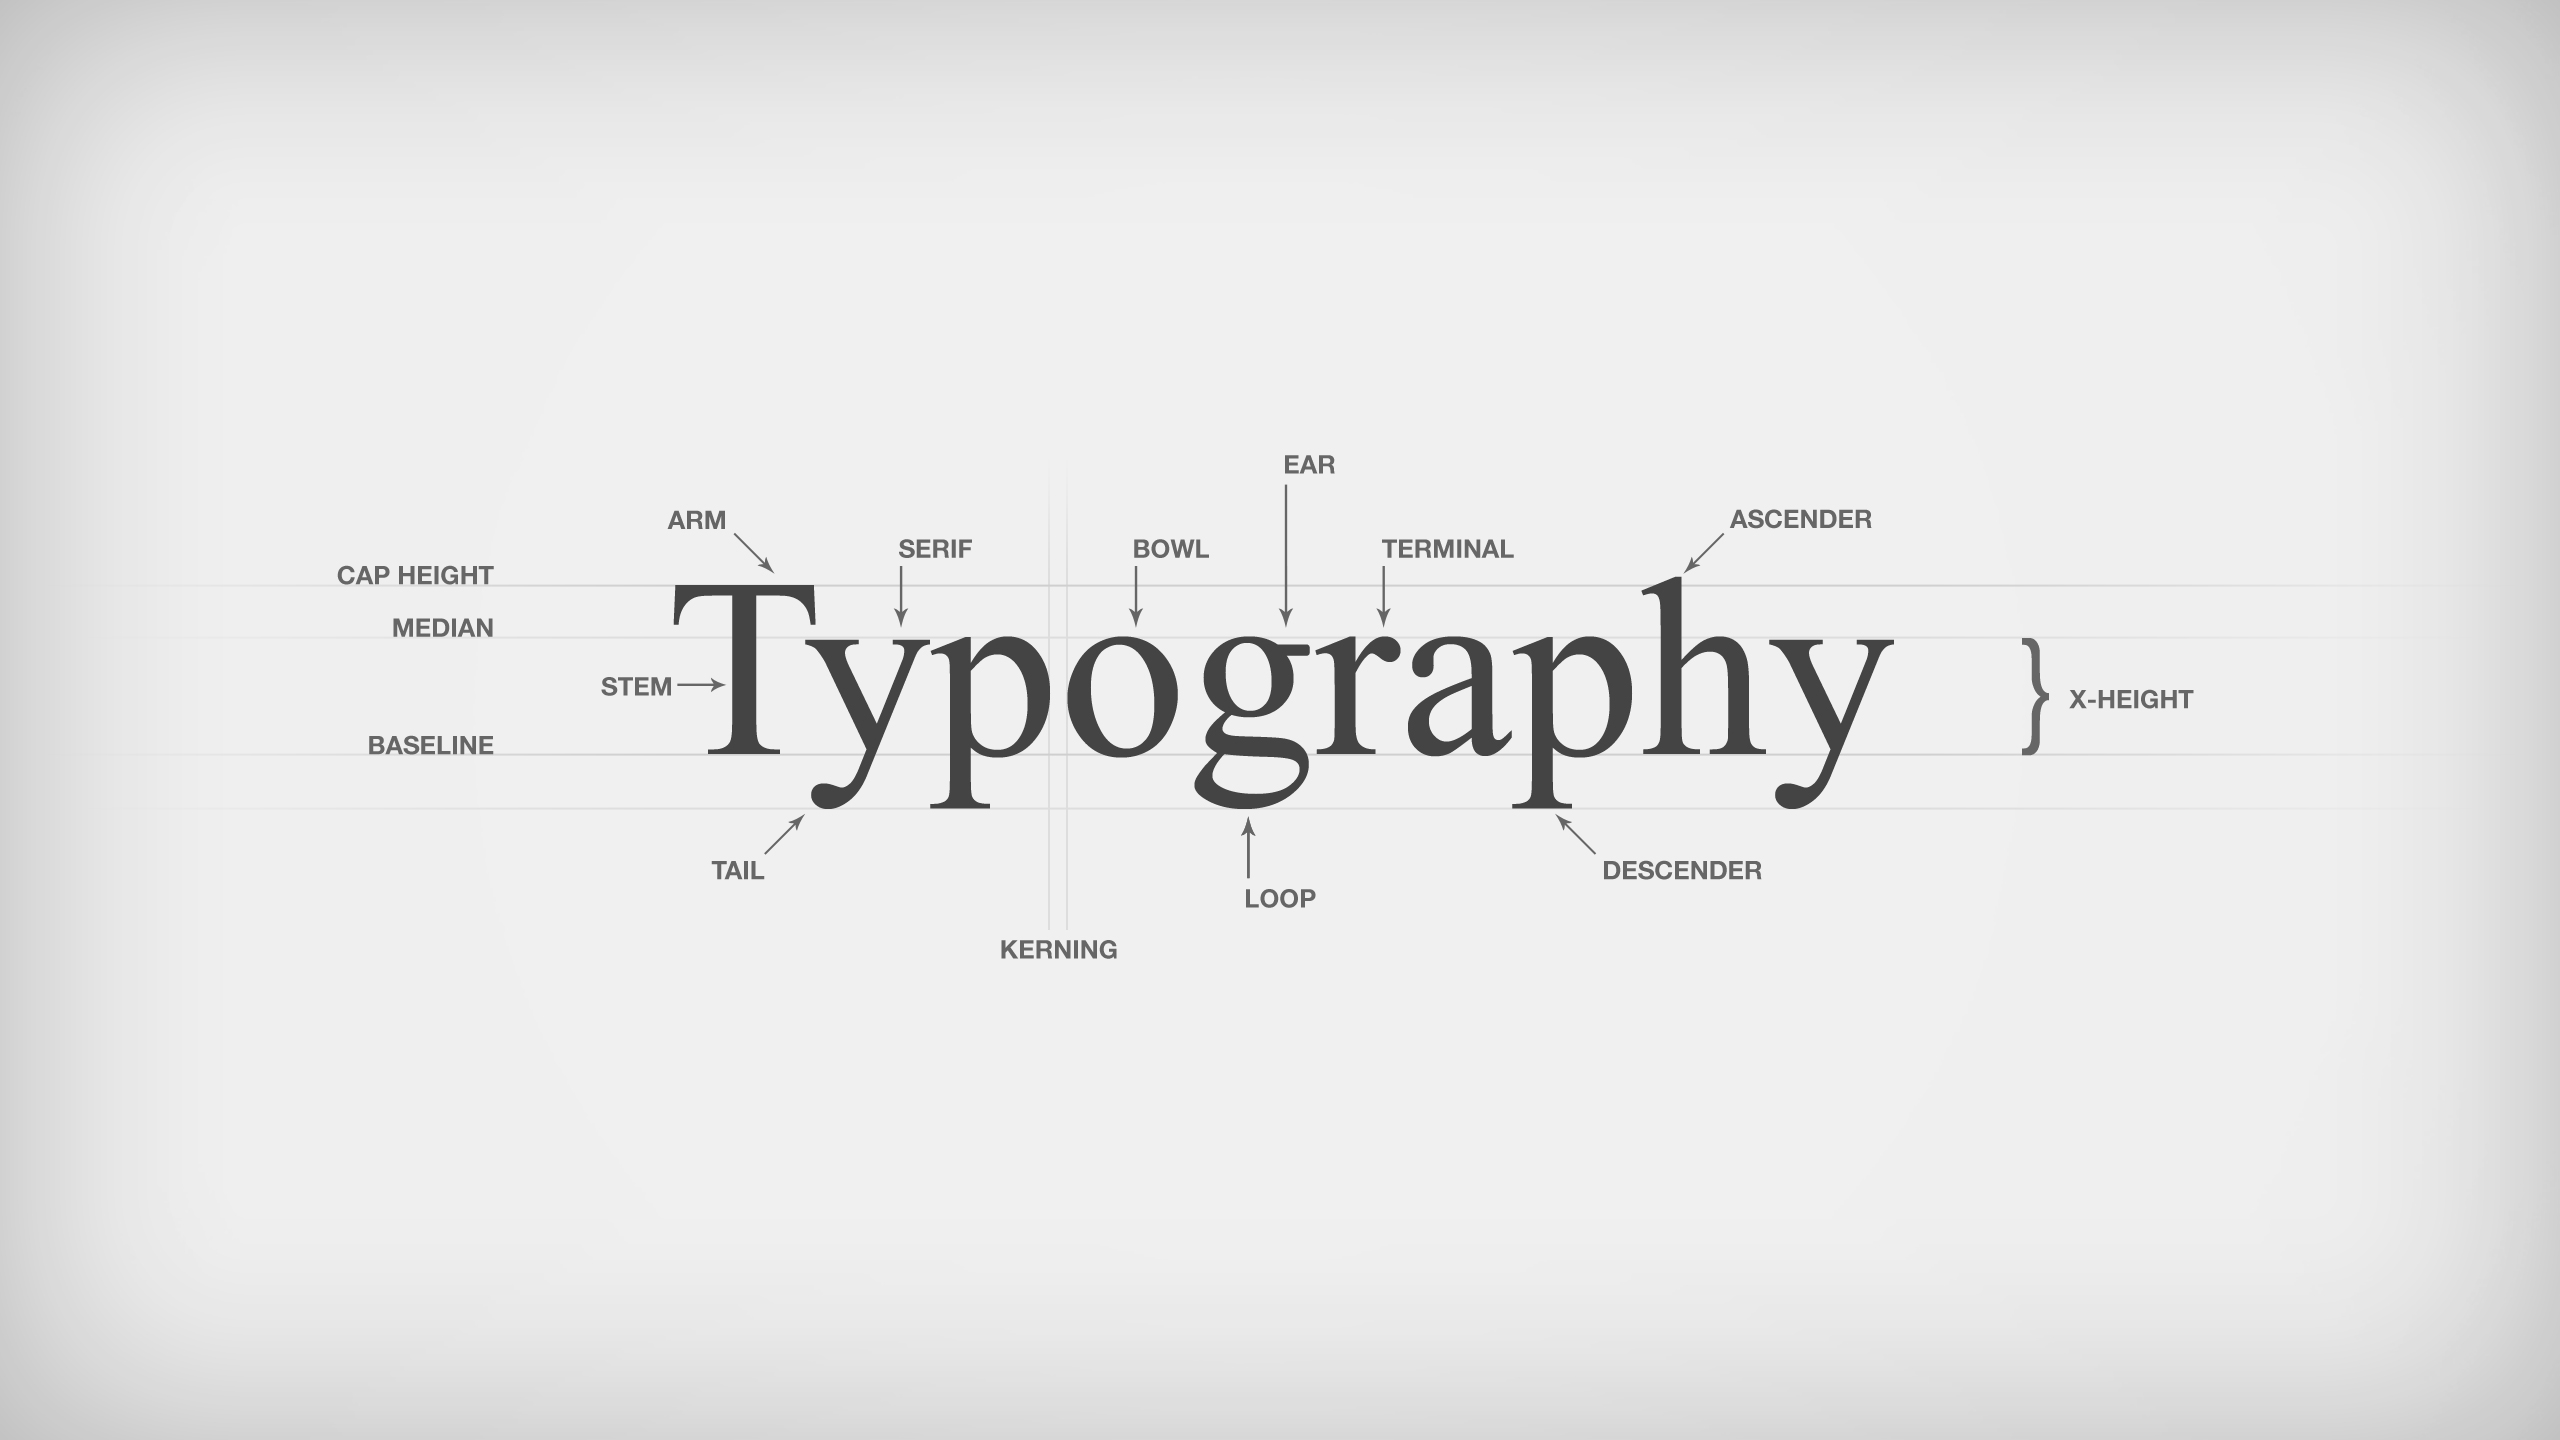 EAR
ARM
ASCENDER
SERIF
BOWL
TERMINAL
CAP HEIGHT
MEDIAN
Typography
STEM
X-HEIGHT
BASELINE
TAIL
DESCENDER
LOOP
KERNING